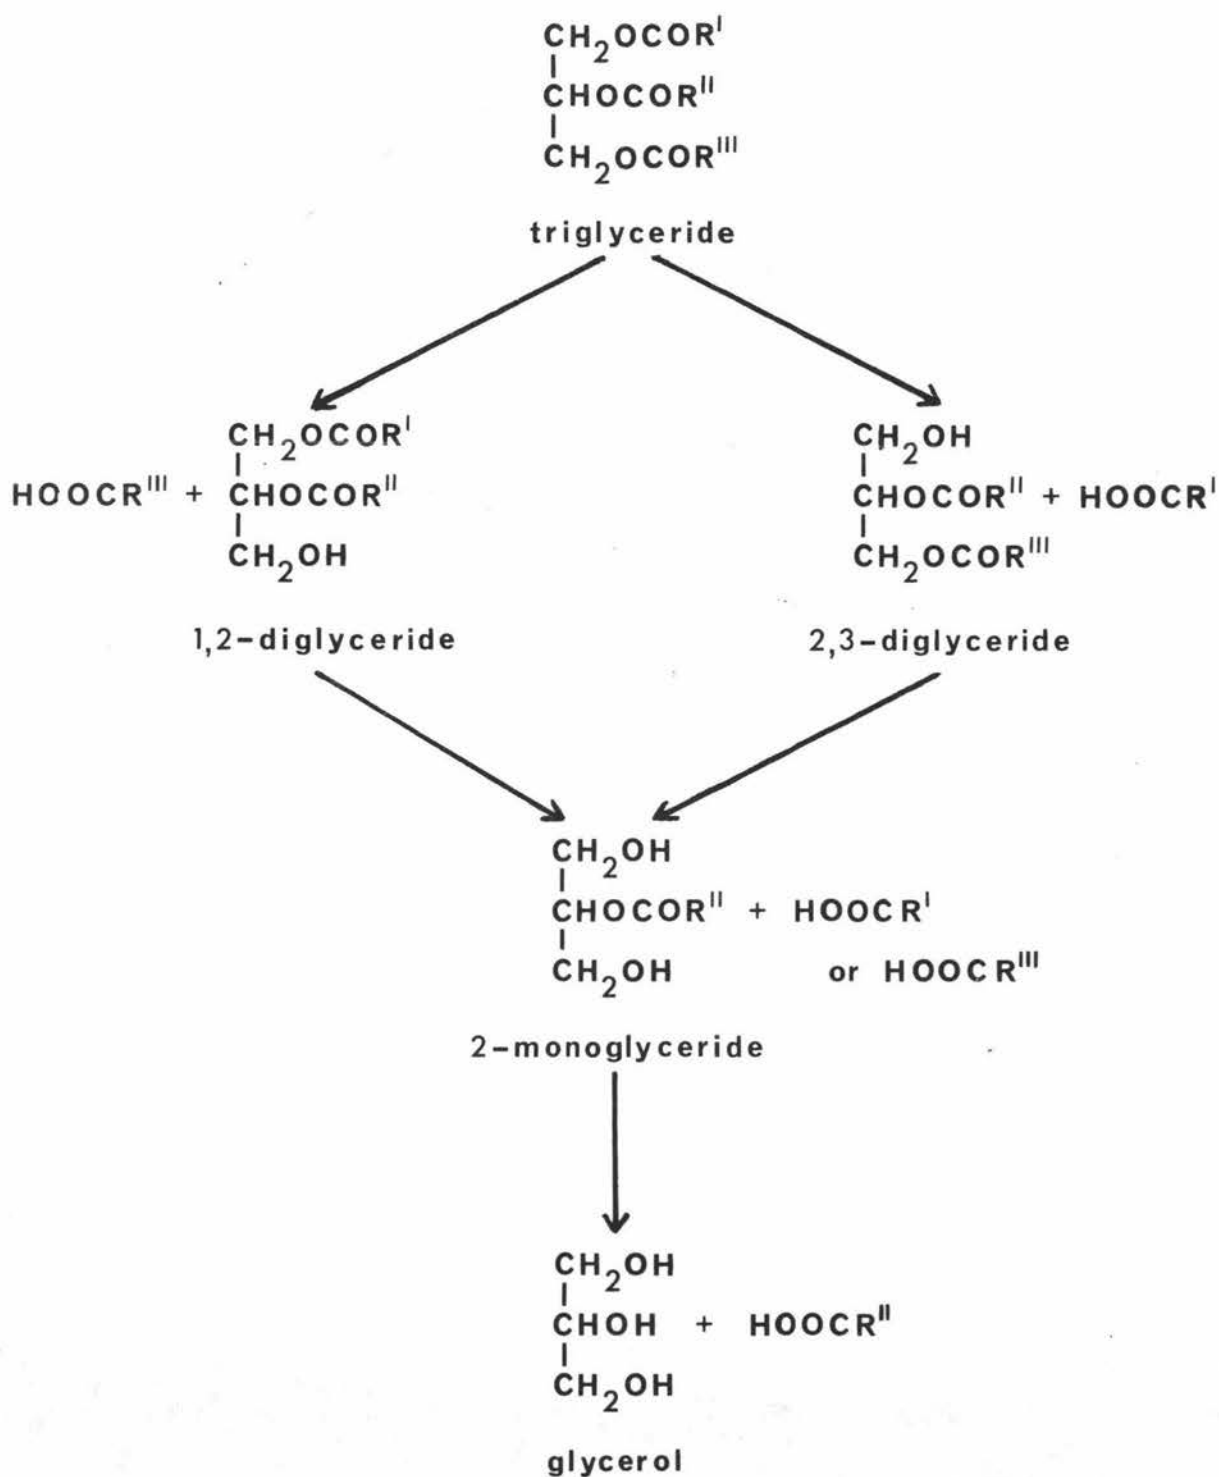 CH₂OCORᴵ
CHOCORᴵᴵ
CH₂OCORᴵᴵᴵ
triglyceride
CH₂OCORᴵ
HOOCRᴵᴵᴵ + CHOCORᴵᴵ
CH₂OH
1,2-diglyceride
CH₂OH
CHOCORᴵᴵ + HOOCRᴵ
CH₂OCORᴵᴵᴵ
2,3-diglyceride
CH₂OH
CHOCORᴵᴵ + HOOCRᴵ
CH₂OH or HOOCRᴵᴵᴵ
2-monoglyceride
CH₂OH
CHOH + HOOCRᴵᴵ
CH₂OH
glycerol